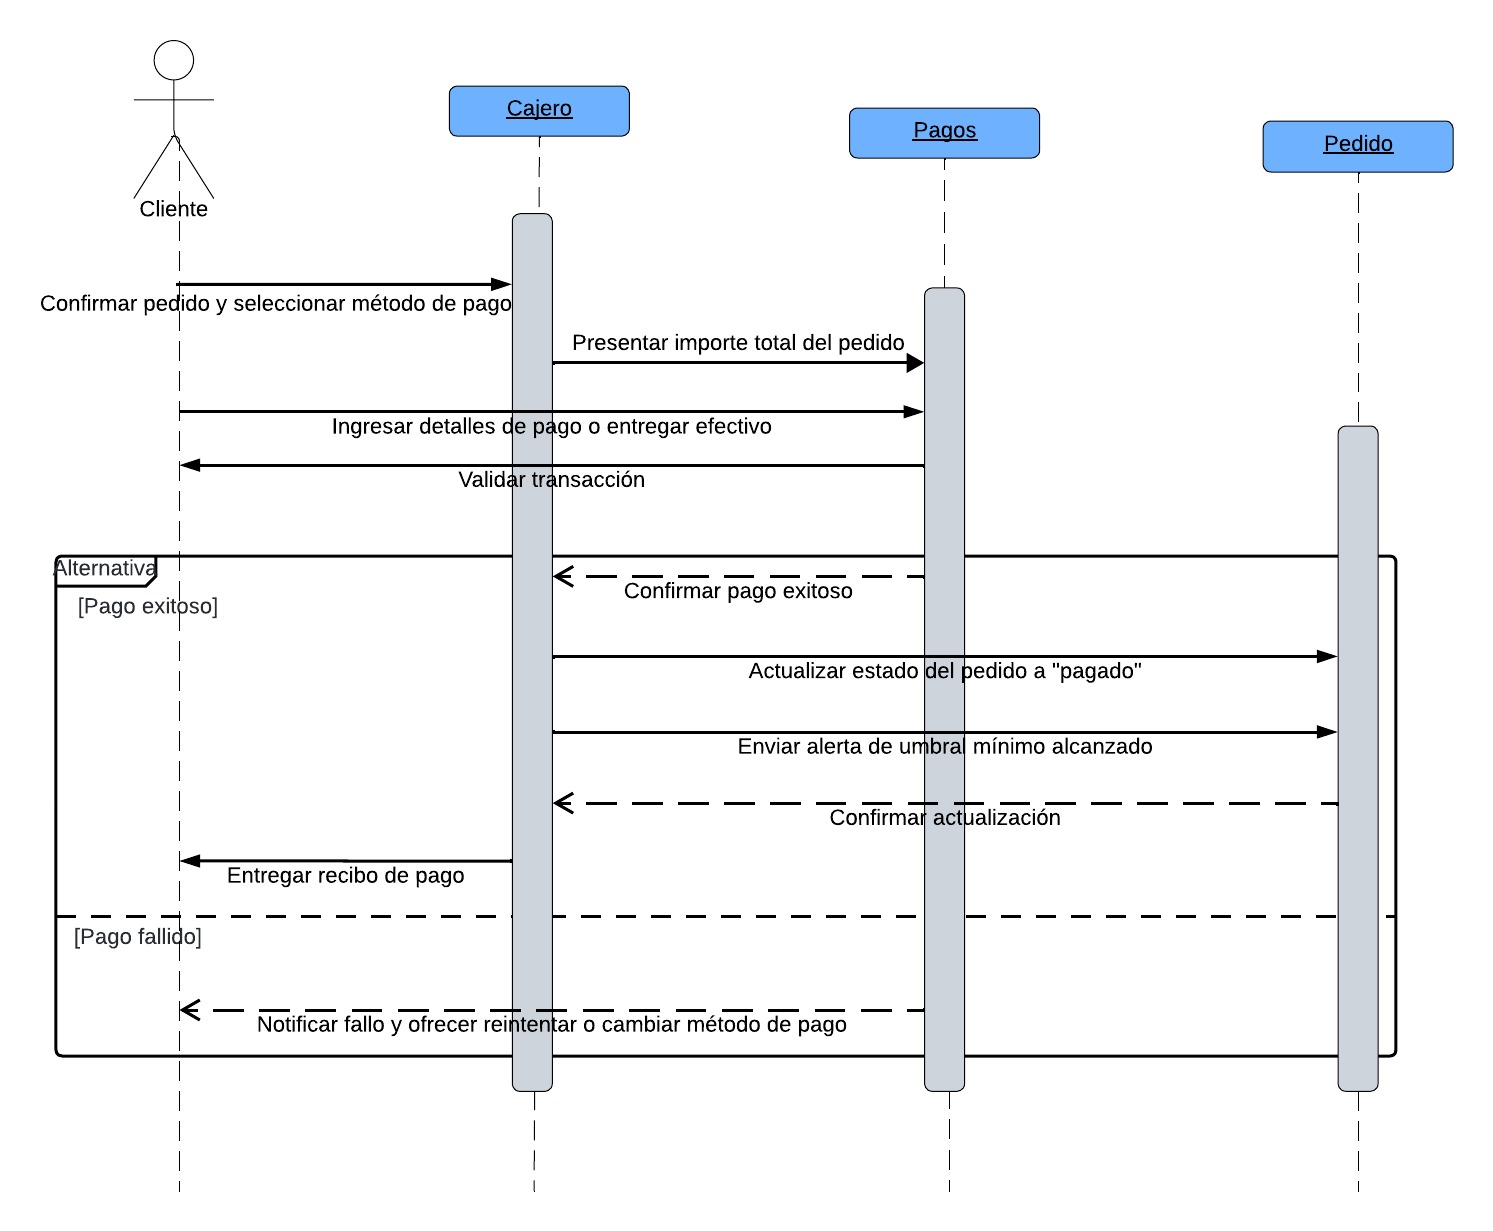 Cajero
Pagos
Pedido
Cliente
Confirmar pedido y seleccionar método de pago
Presentar importe total del pedido
Ingresar detalles de pago o entregar efectivo
Validar transacción
Alternativa
Confirmar pago exitoso
[Pago exitoso]
Actualizar estado del pedido a "pagado"
Enviar alerta de umbral mínimo alcanzado
Confirmar actualización
Entregar recibo de pago
[Pago fallido]
Notificar fallo y ofrecer reintentar o cambiar método de pago